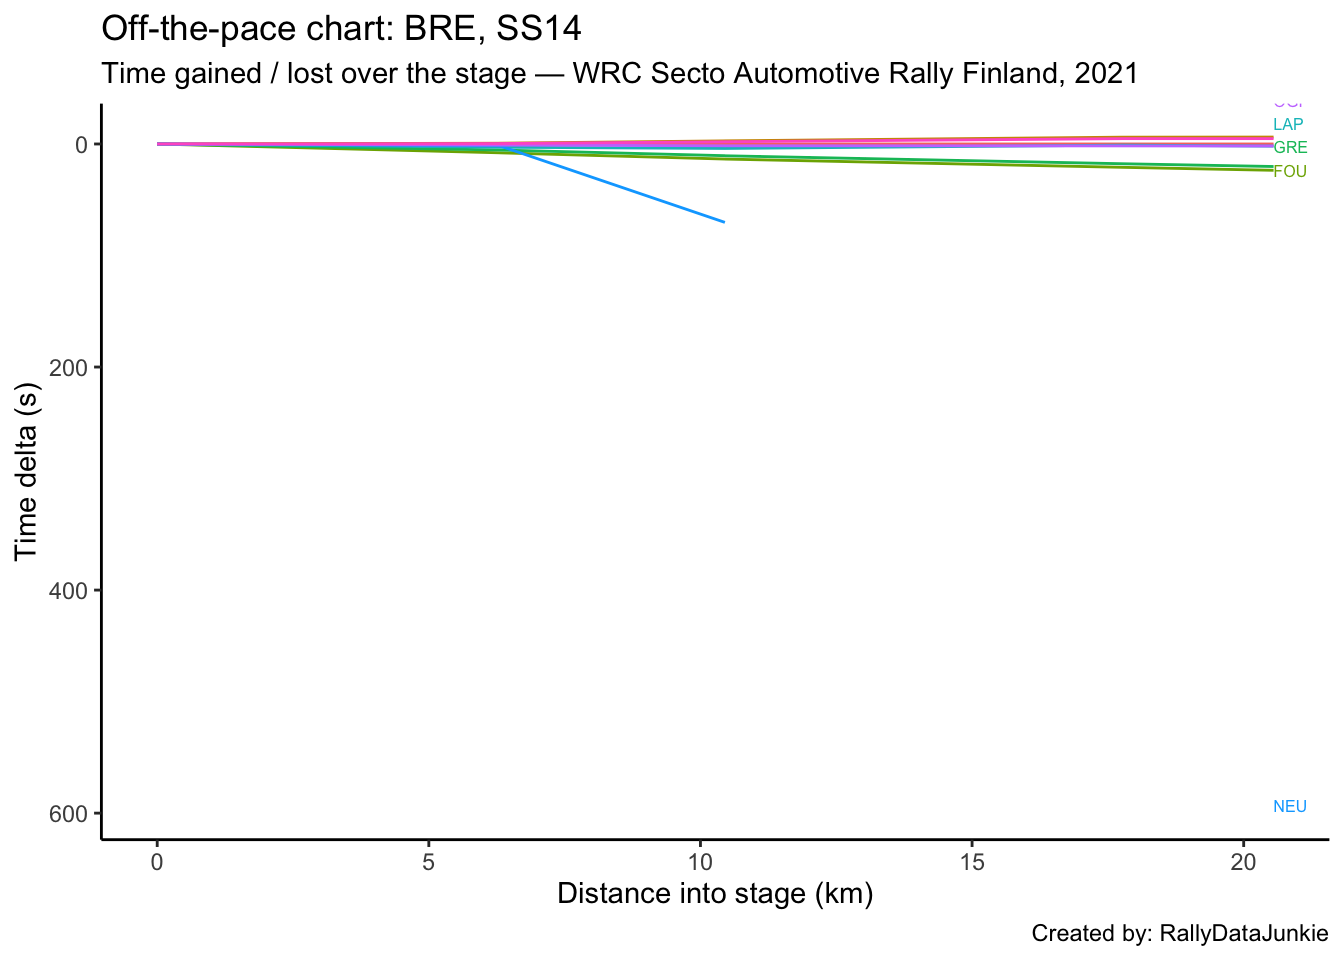 Off-the-pace chart: BRE, SS14
Time gained / lost over the stage — WRC Secto Automotive Rally Finland, 2021
LAP
GRE
FOU
NEU
0
200
400
600
Time delta (s)
0 5 10 15 20
Distance into stage (km)
Created by: RallyDataJunkie